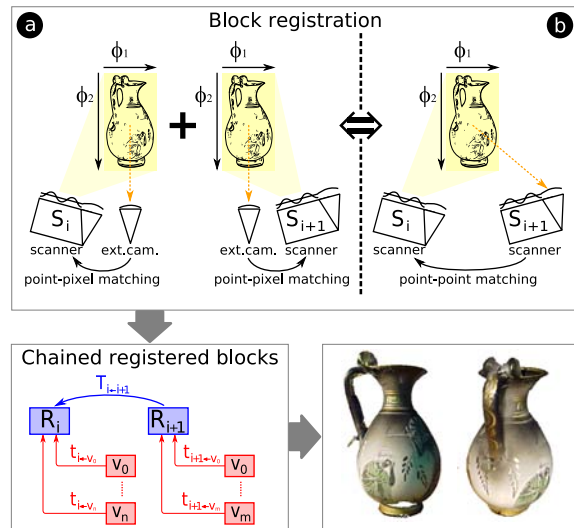 a Block registration b
ϕ₁ ϕ₁ ϕ₁
ϕ₂ ϕ₂ ϕ₂
+ ⇔
Sᵢ Sᵢ₊₁ Sᵢ Sᵢ₊₁
scanner ext.cam. ext.cam. scanner scanner scanner
point-pixel matching point-pixel matching point-point matching
Chained registered blocks
Tᵢ←ᵢ₊₁
Rᵢ Rᵢ₊₁
tᵢ←v₀ v₀ tᵢ₊₁←v₀ v₀
tᵢ←vₙ vₙ tᵢ₊₁←vₘ vₘ